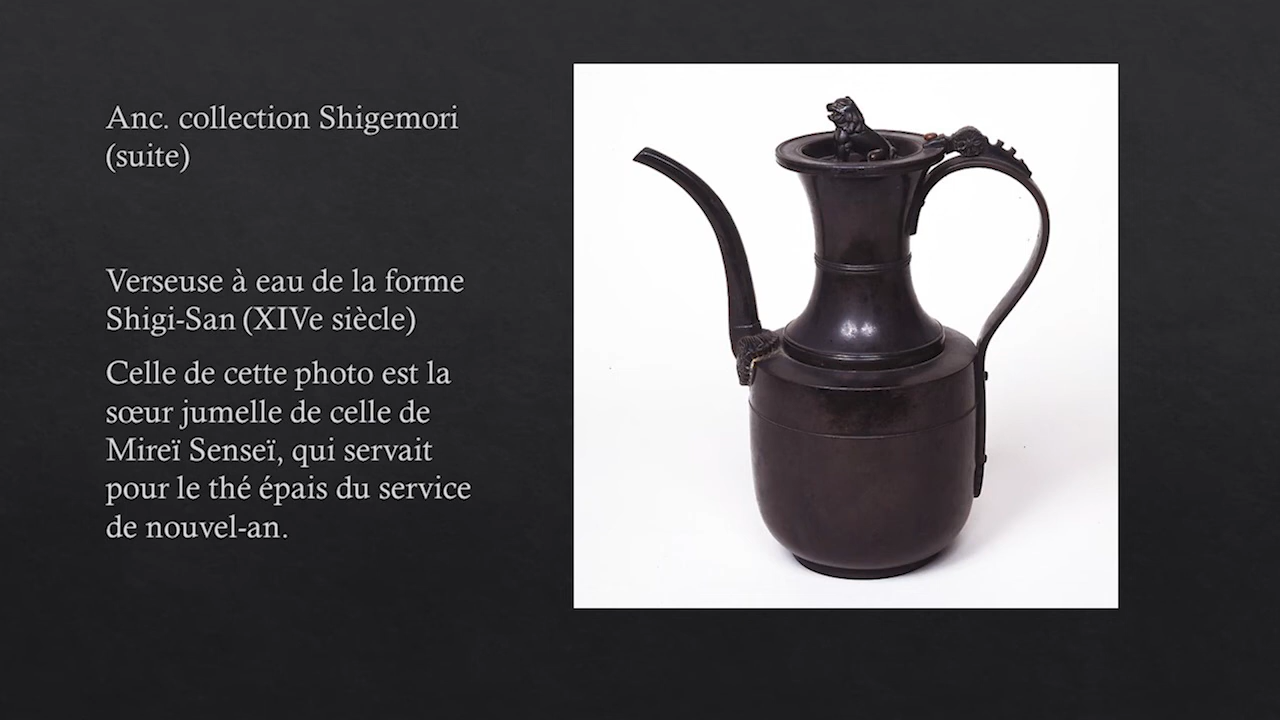 Anc. collection Shigemori
(suite)
Verseuse à eau de la forme
Shigi-San (XIVe siècle)
Celle de cette photo est la
sœur jumelle de celle de
Mireï Senseï, qui servait
pour le thé épais du service
de nouvel-an.